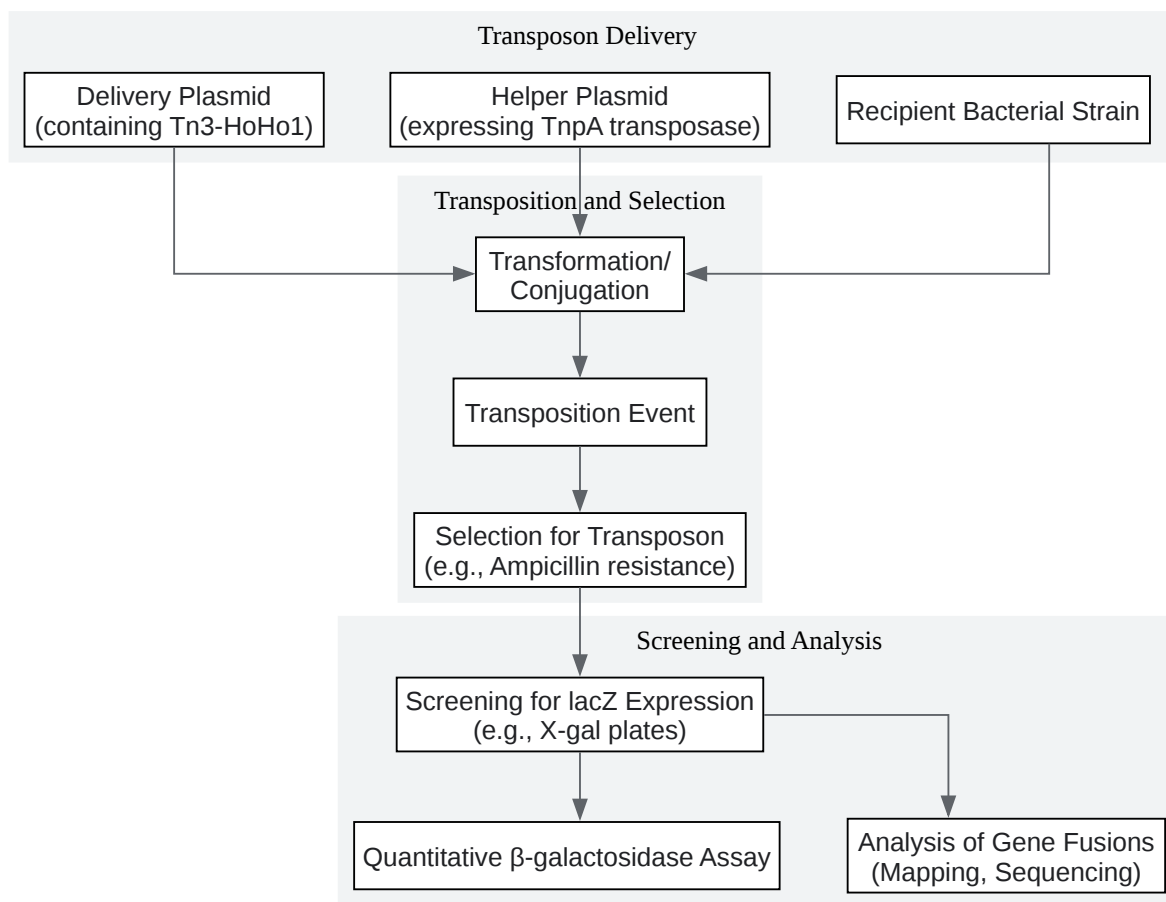 Transposon Delivery
Delivery Plasmid
(containing Tn3-HoHo1)
Helper Plasmid
(expressing TnpA transposase)
Recipient Bacterial Strain
Transposition and Selection
Transformation/
Conjugation
Transposition Event
Selection for Transposon
(e.g., Ampicillin resistance)
Screening and Analysis
Screening for lacZ Expression
(e.g., X-gal plates)
Quantitative β-galactosidase Assay
Analysis of Gene Fusions
(Mapping, Sequencing)